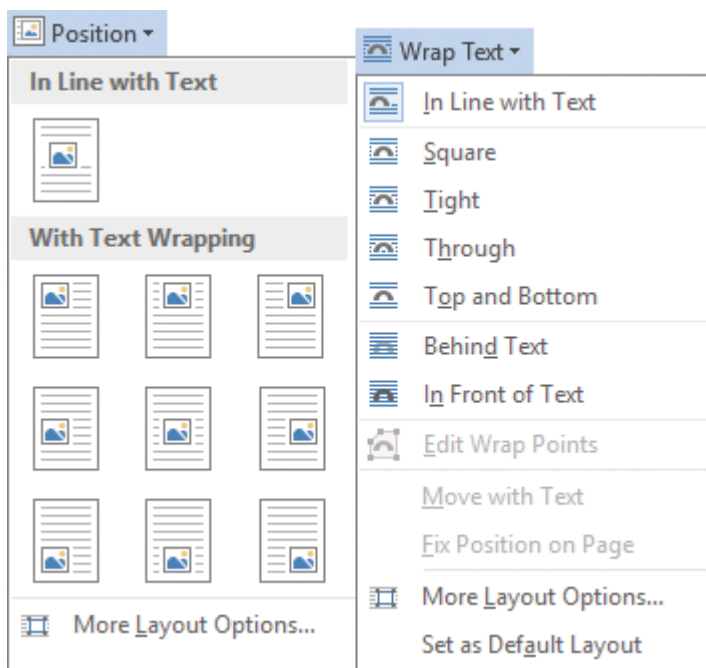 Position
In Line with Text
With Text Wrapping
More Layout Options...
Wrap Text
In Line with Text
Square
Tight
Through
Top and Bottom
Behind Text
In Front of Text
Edit Wrap Points
Move with Text
Fix Position on Page
More Layout Options...
Set as Default Layout